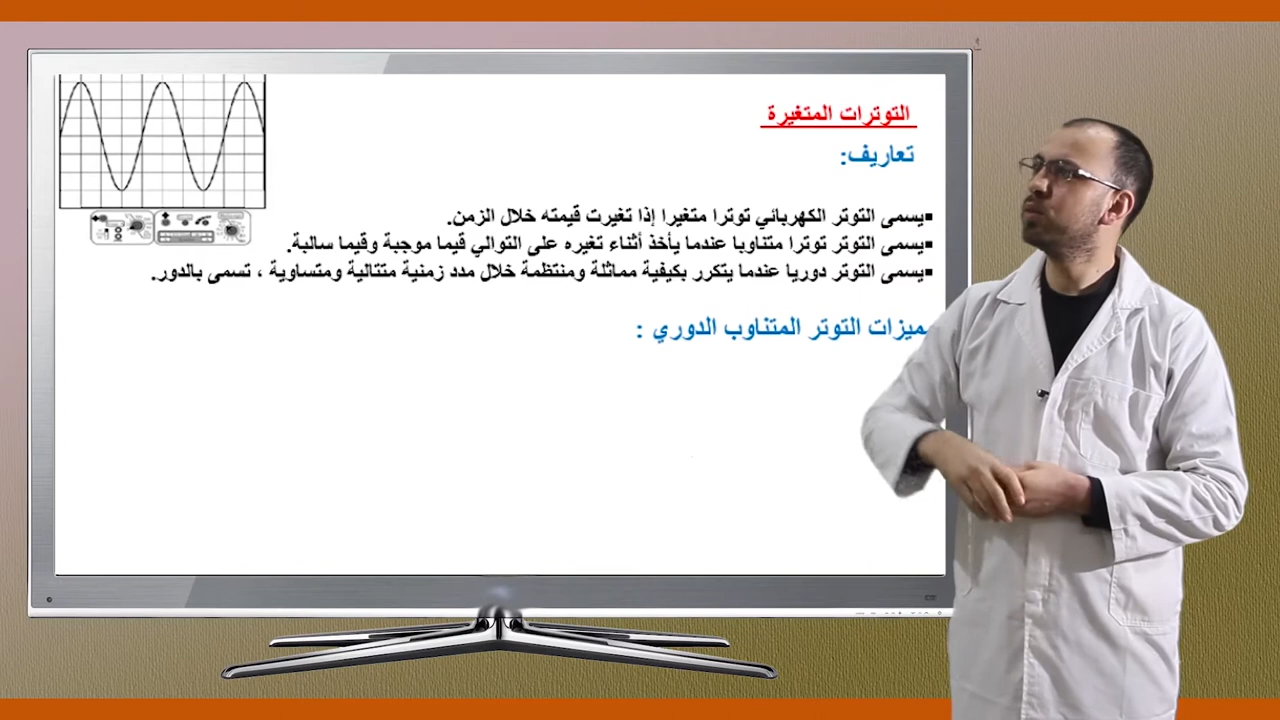 التوترات المتغيرة
تعاريف:
▪يسمى التوتر الكهربائي توترا متغيرا إذا تغيرت قيمته خلال الزمن.
▪يسمى التوتر توترا متناوبا عندما يأخذ أثناء تغيره على التوالي قيما موجبة وقيما سالبة.
▪يسمى التوتر دوريا عندما يتكرر بكيفية مماثلة ومنتظمة خلال مدد زمنية متتالية ومتساوية ، تسمى بالدور.
مميزات التوتر المتناوب الدوري :